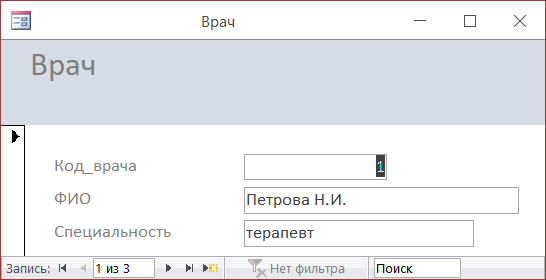 Врач
Врач
Код_врача 1
ФИО Петрова Н.И.
Специальность терапевт
Запись: 1 из 3 Нет фильтра Поиск